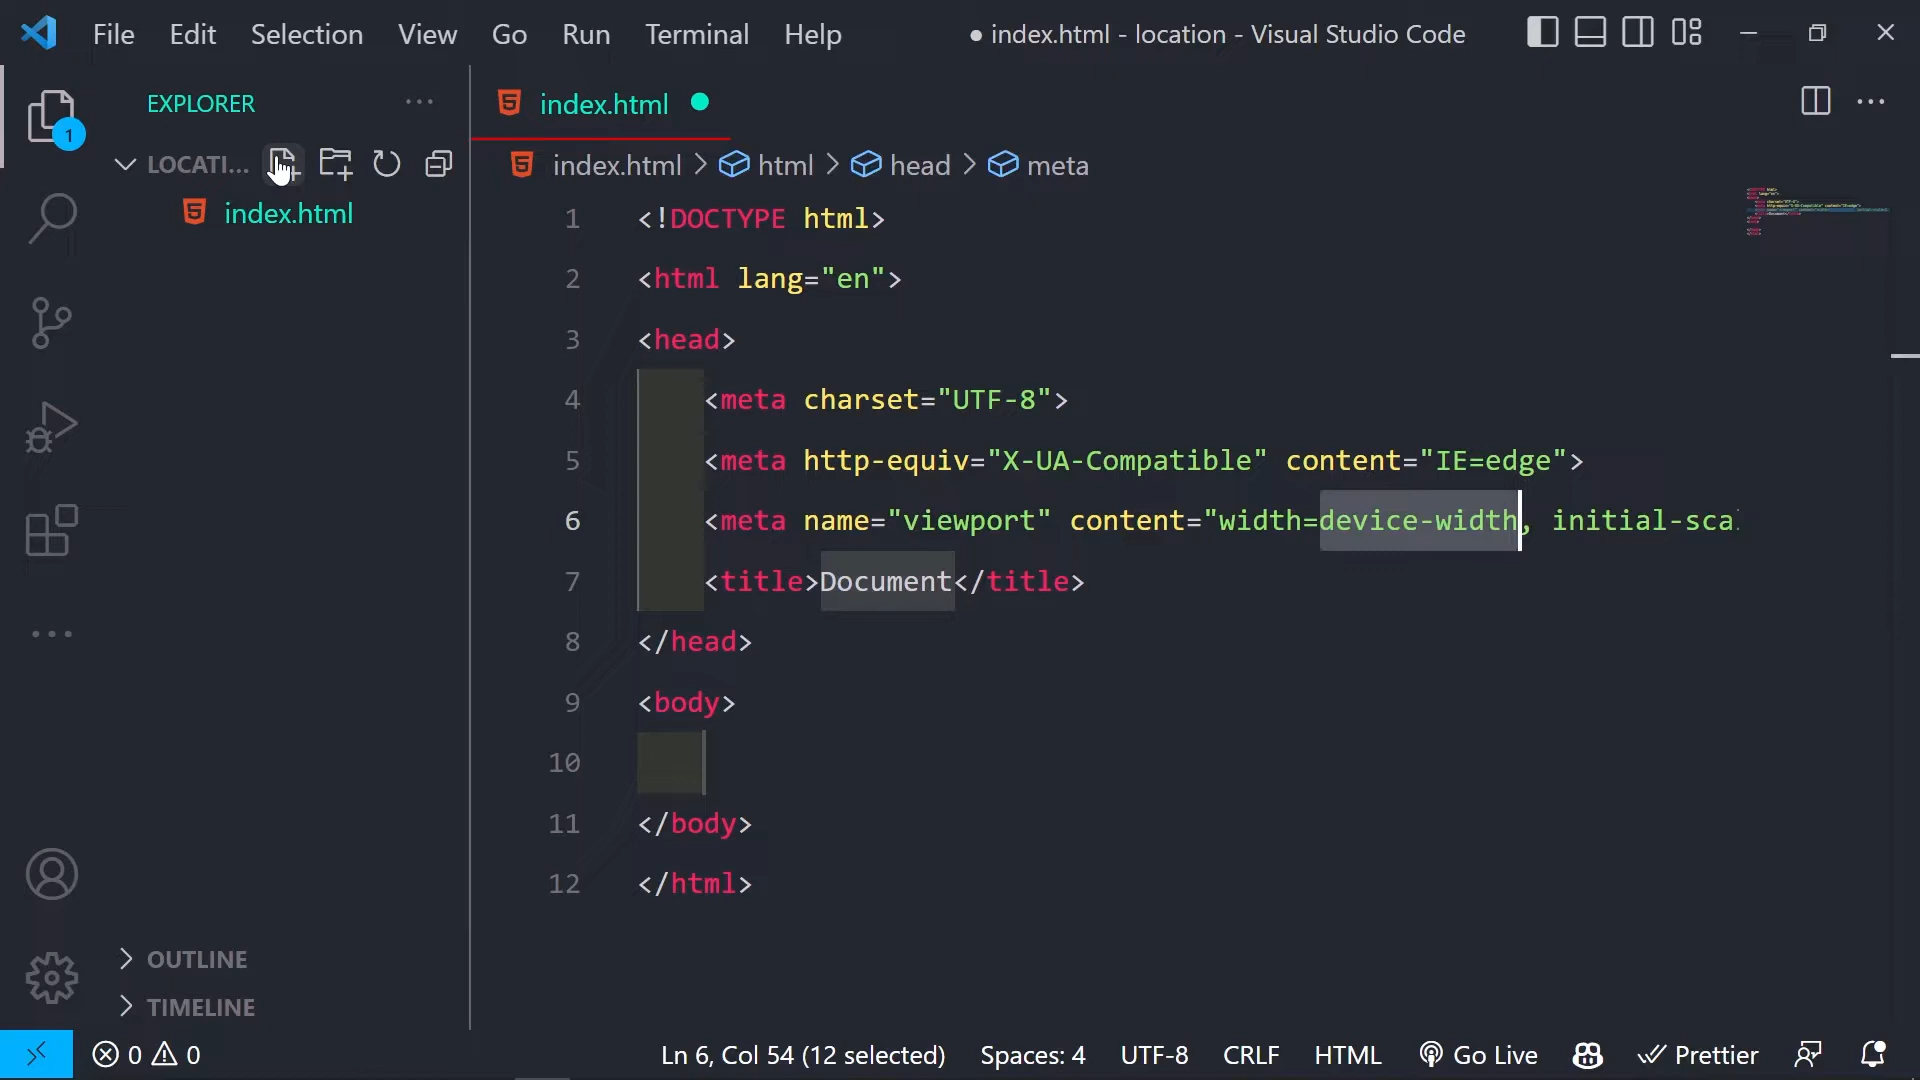 File Edit Selection View Go Run Terminal Help
● index.html - location - Visual Studio Code
EXPLORER
1
LOCATI...
index.html
OUTLINE
TIMELINE
index.html
index.html > html > head > meta
1 <!DOCTYPE html>
2 <html lang="en">
3 <head>
4 <meta charset="UTF-8">
5 <meta http-equiv="X-UA-Compatible" content="IE=edge">
6 <meta name="viewport" content="width=device-width, initial-sca
7 <title>Document</title>
8 </head>
9 <body>
10
11 </body>
12 </html>
0 0
Ln 6, Col 54 (12 selected) Spaces: 4 UTF-8 CRLF HTML Go Live Prettier